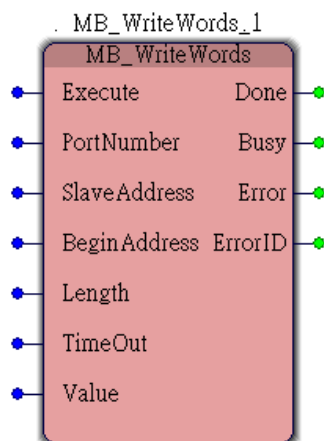 MB_WriteWords_1
MB_WriteWords
Execute Done
PortNumber Busy
SlaveAddress Error
BeginAddress ErrorID
Length
TimeOut
Value